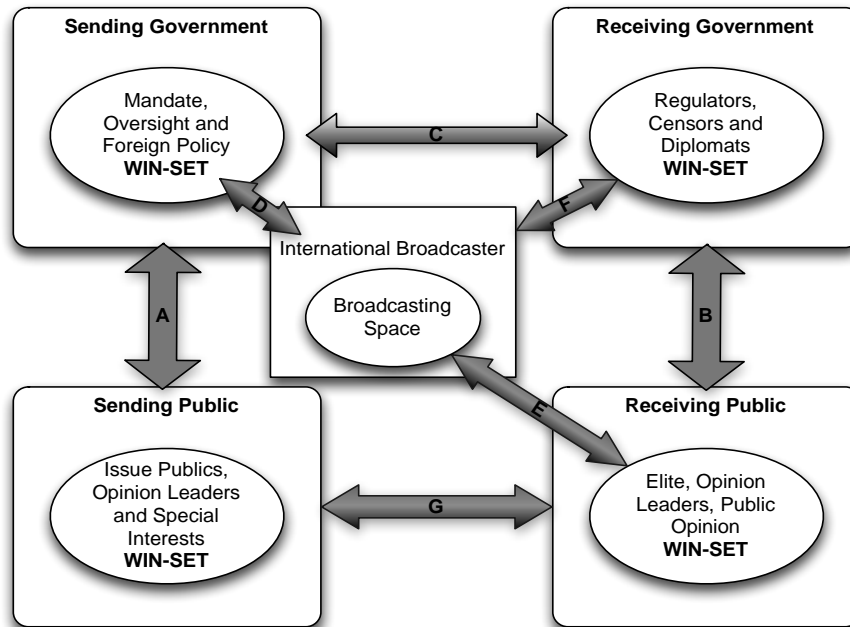 Sending Government
Receiving Government
Mandate,
Oversight and
Foreign Policy
WIN-SET
C
Regulators,
Censors and
Diplomats
WIN-SET
D
F
International Broadcaster
Broadcasting
Space
A
B
E
Sending Public
Receiving Public
Issue Publics,
Opinion Leaders
and Special
Interests
WIN-SET
G
Elite, Opinion
Leaders, Public
Opinion
WIN-SET